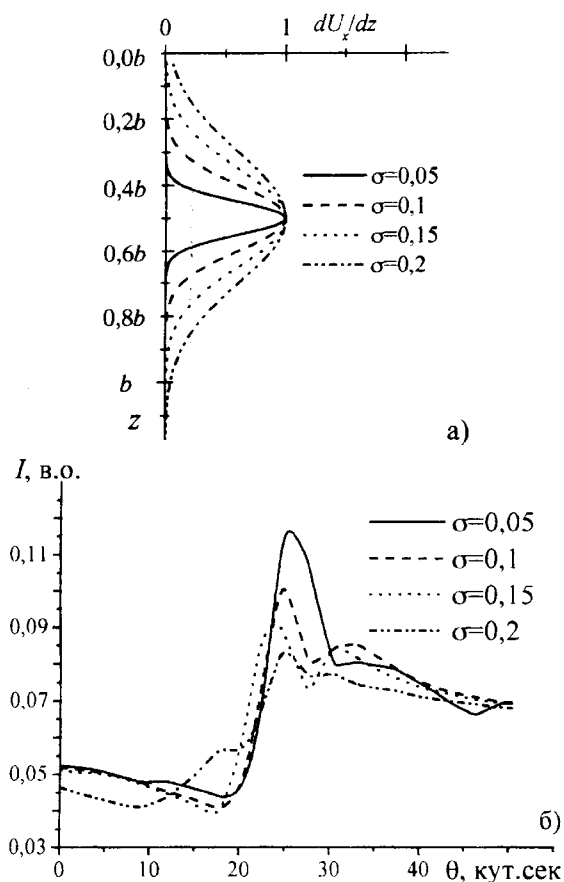 0 1 dUx/dz
0,0b
0,2b
0,4b
0,6b
0,8b
b
z
σ=0,05
σ=0,1
σ=0,15
σ=0,2
а)
I, в.о.
0,11
0,09
0,07
0,05
0,03
σ=0,05
σ=0,1
σ=0,15
σ=0,2
б)
0 10 20 30 40 θ, кут.сек